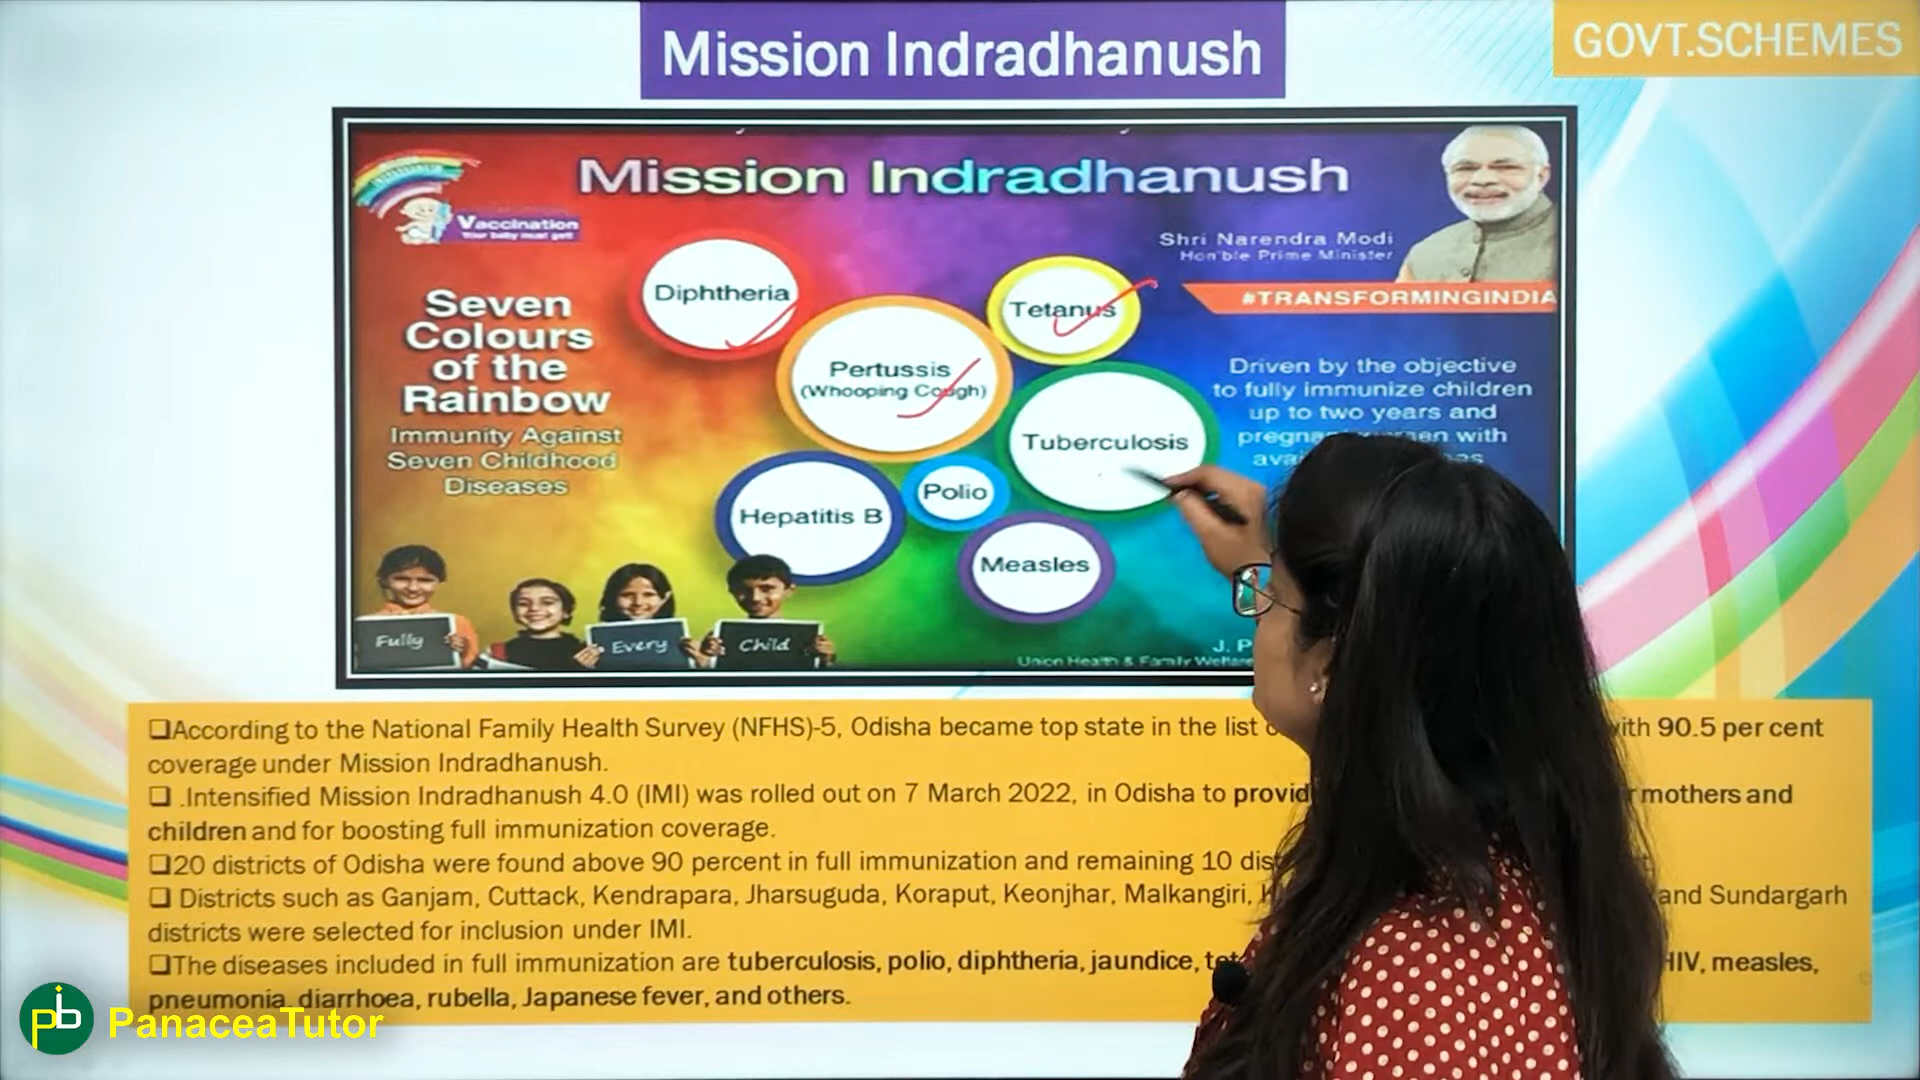 Mission Indradhanush
GOVT.SCHEMES
Mission Indradhanush
Vaccination
Your baby must get!
Shri Narendra Modi
Hon'ble Prime Minister
#TRANSFORMINGINDIA
Seven
Colours
of the
Rainbow
Immunity Against
Seven Childhood
Diseases
Diphtheria
Tetanus
Pertussis
(Whooping Cough)
Tuberculosis
Polio
Hepatitis B
Measles
Driven by the objective
to fully immunize children
up to two years and
with
Fully
Every
Child
J. P
Union Health & Family Welfare
❑According to the National Family Health Survey (NFHS)-5, Odisha became top state in the list with 90.5 per cent
coverage under Mission Indradhanush.
❑ .Intensified Mission Indradhanush 4.0 (IMI) was rolled out on 7 March 2022, in Odisha to mothers and
children and for boosting full immunization coverage.
❑20 districts of Odisha were found above 90 percent in full immunization and remaining 10
❑ Districts such as Ganjam, Cuttack, Kendrapara, Jharsuguda, Koraput, Keonjhar, Malkangiri, and Sundargarh
districts were selected for inclusion under IMI.
❑The diseases included in full immunization are tuberculosis, polio, diphtheria, jaundice, HIV, measles,
pneumonia, diarrhoea, rubella, Japanese fever, and others.
pb
PanaceaTutor